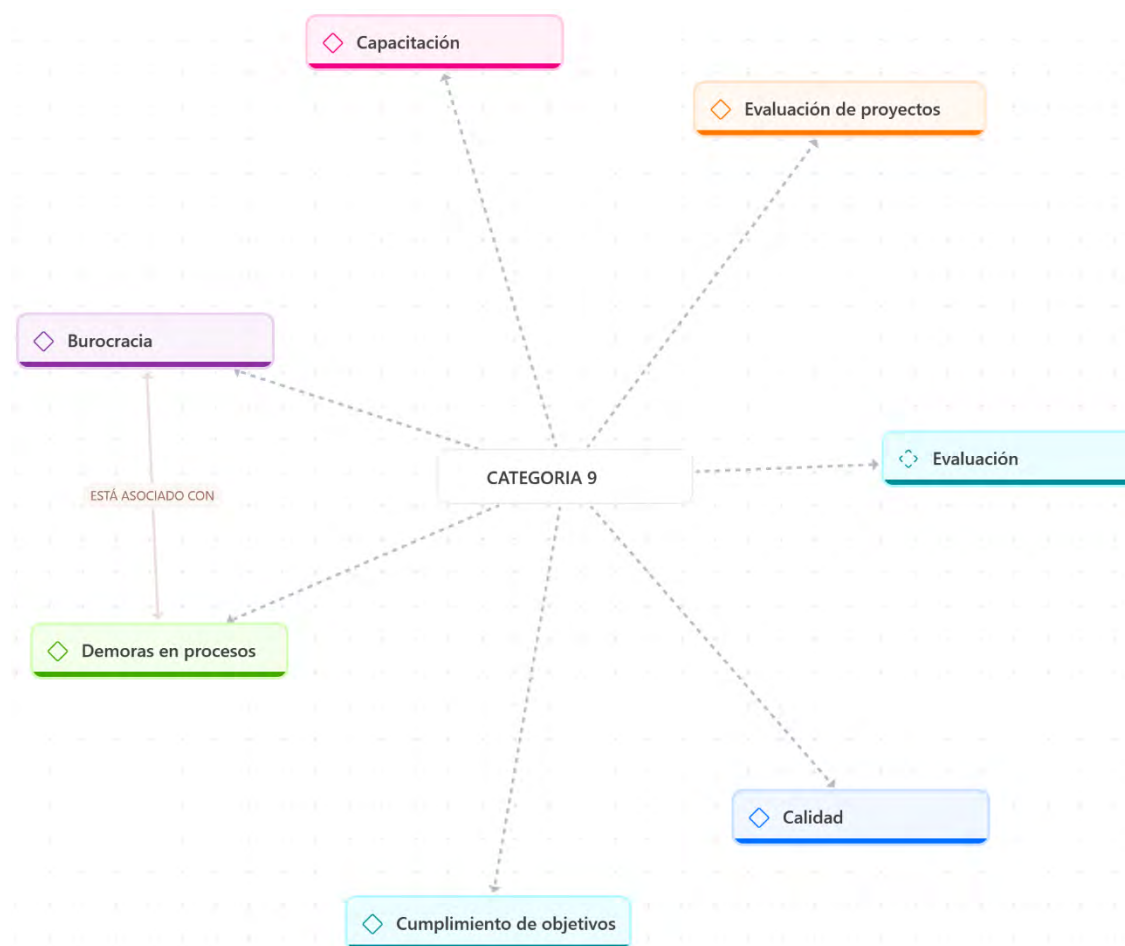 Capacitación
Evaluación de proyectos
Burocracia
Evaluación
CATEGORIA 9
ESTÁ ASOCIADO CON
Demoras en procesos
Calidad
Cumplimiento de objetivos